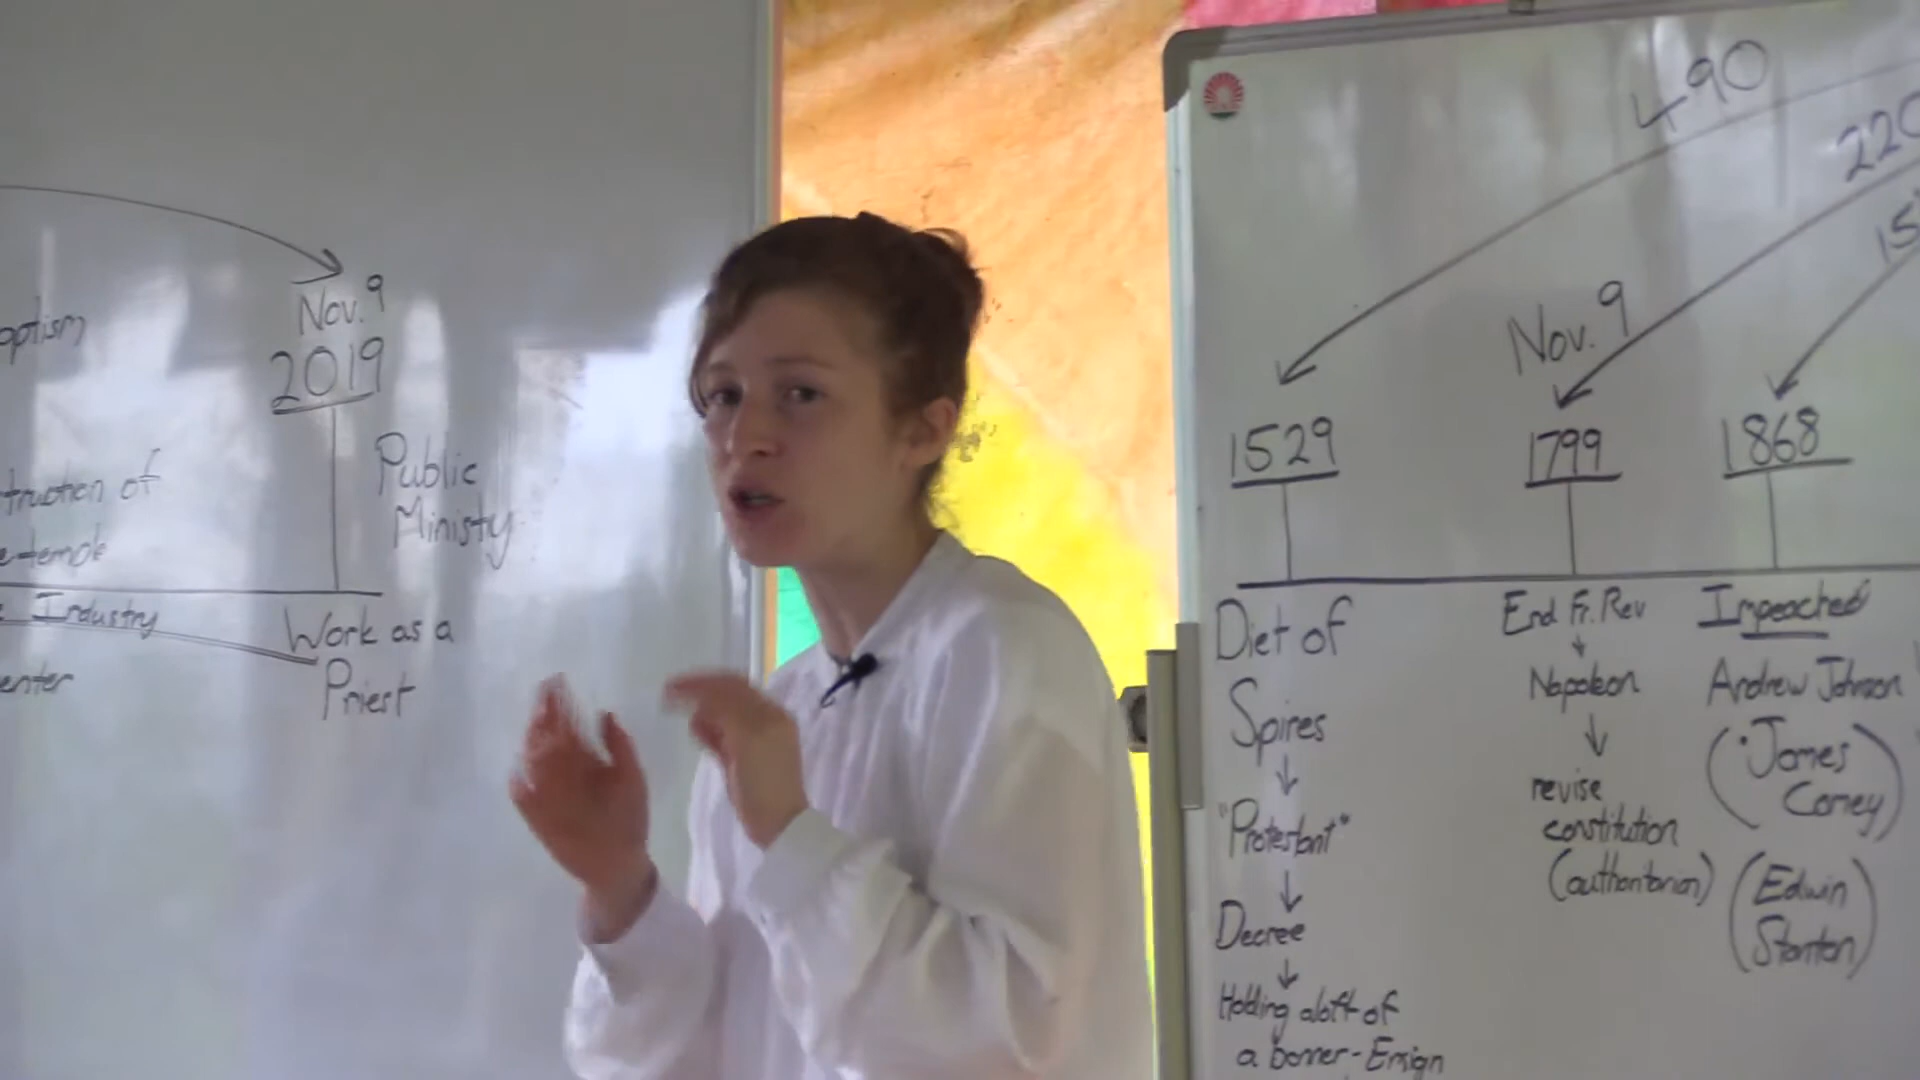 Nov. 9
2019
Public
Ministry
truction of
e temple
Industry
Work as a
Priest
enter
490
220
15
Nov. 9
1529
1799
1868
Diet of
Spires
"Protestant"
Decree
Holding aloft of
a banner - Ensign
End Fr. Rev
Napoleon
revise
constitution
(authoritarian)
Impeached
Andrew Johnson
(James
Comey)
(Edwin
Stanton)